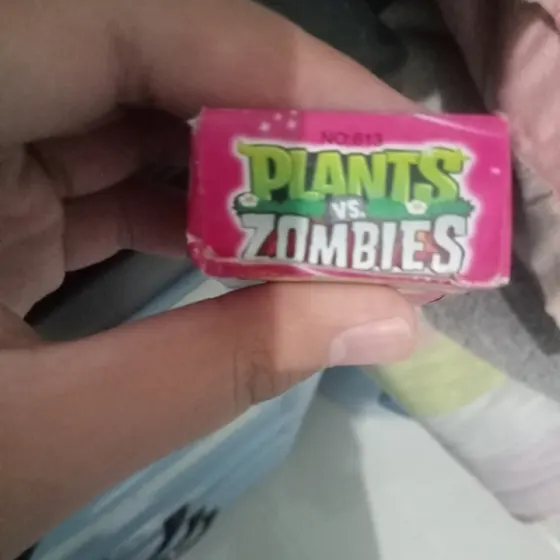 NO:613
PLANTS
VS.
ZOMBIES